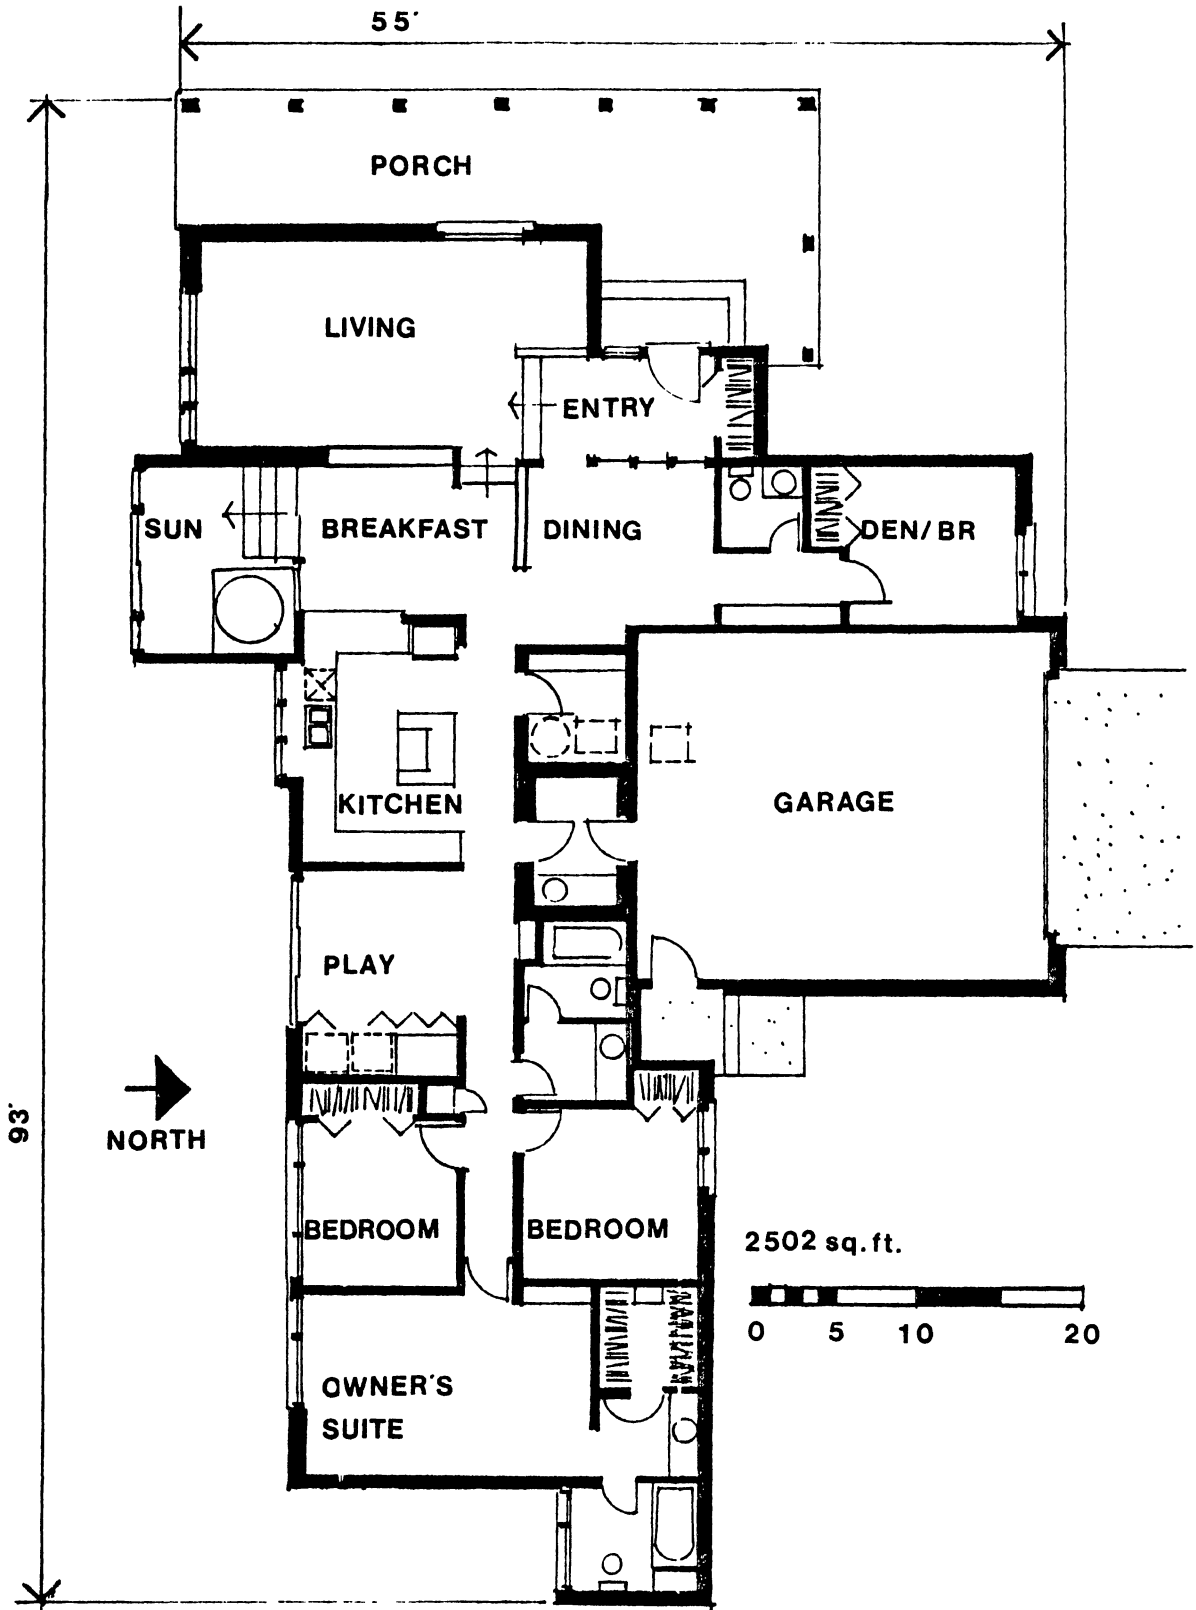 55'
PORCH
LIVING
ENTRY
SUN
BREAKFAST
DINING
DEN/BR
KITCHEN
GARAGE
PLAY
93'
NORTH
BEDROOM
BEDROOM
2502 sq.ft.
0 5 10 20
OWNER'S
SUITE